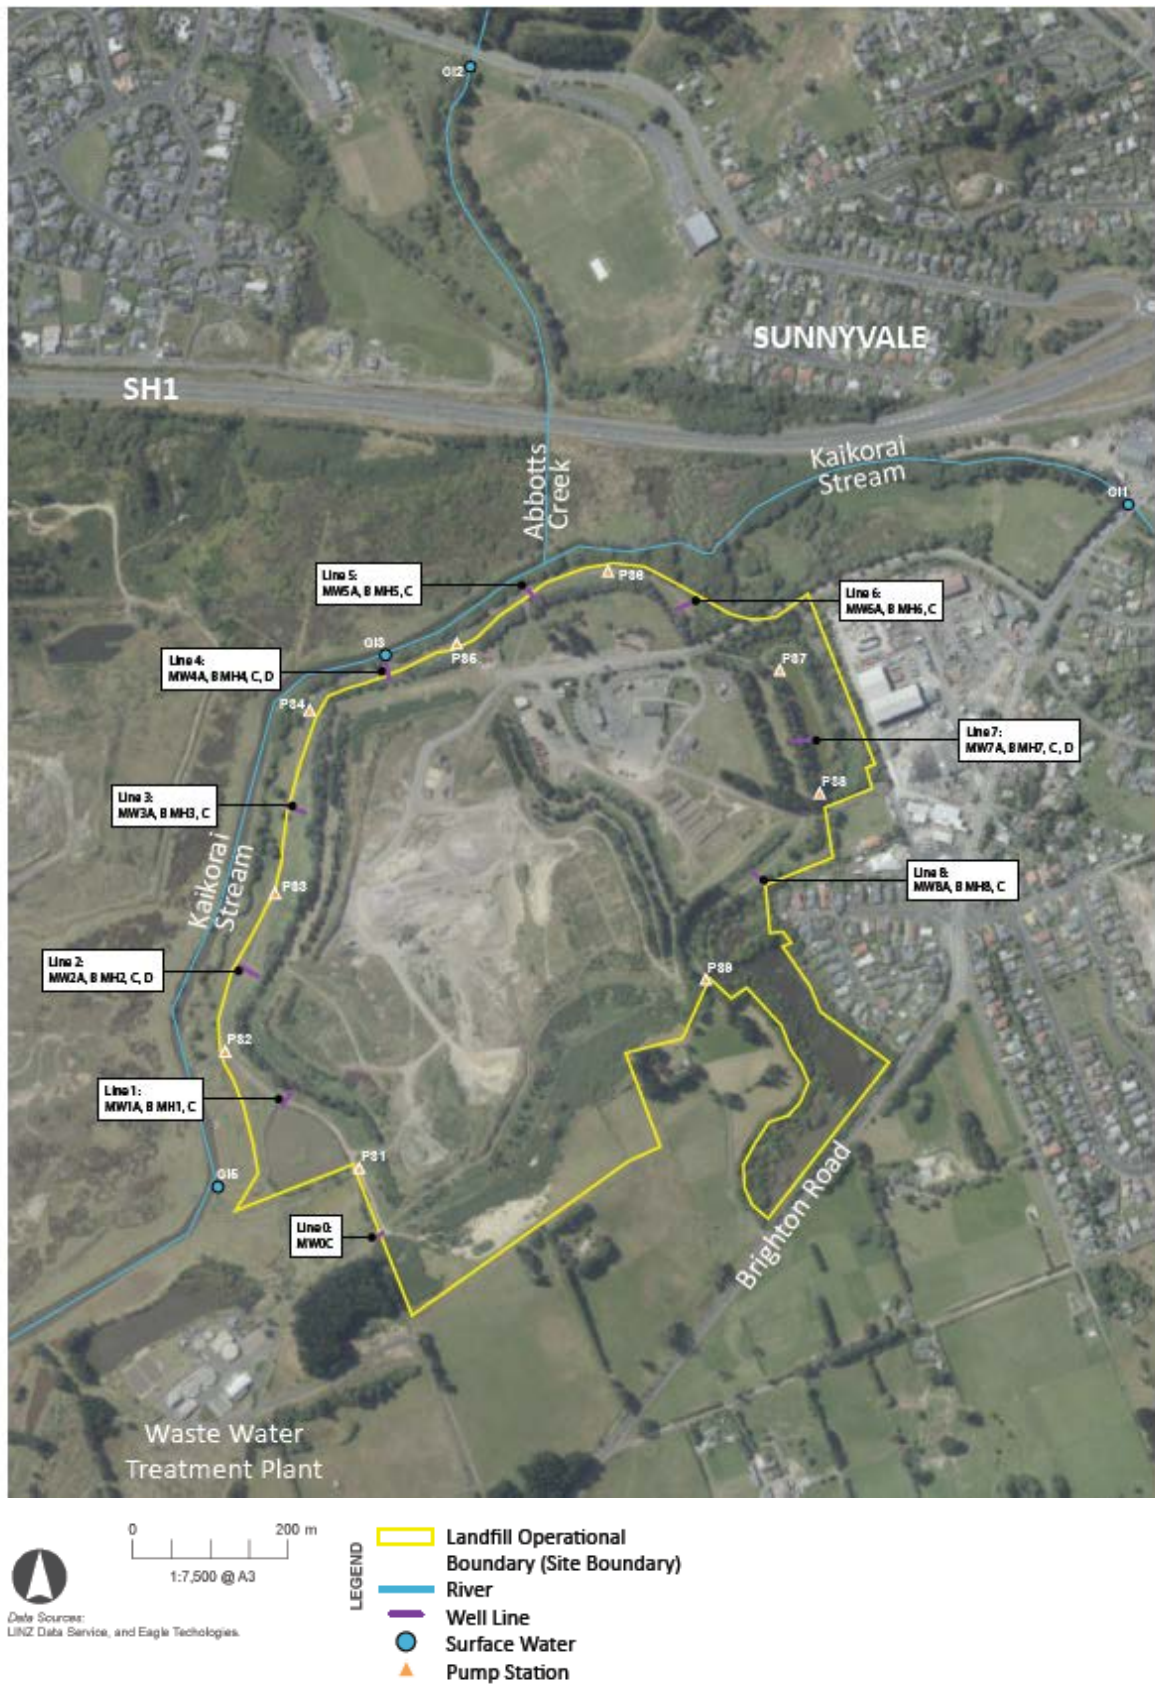 GI2
SUNNYVALE
SH1
Kaikorai
Stream
Abbotts
Creek
GI1
Line 5:
MW5A, B MH5, C
PS6
Line 6:
MW6A, B MH6, C
GI3
PS5
Line 4:
MW4A, B MH4, C, D
PS7
PS4
Line 7:
MW7A, B MH7, C, D
Line 3:
MW3A, B MH3, C
PS8
Kaikorai
Stream
PS3
Line 8:
MW8A, B MH8, C
Line 2:
MW2A, B MH2, C, D
PS9
PS2
Line 1:
MW1A, B MH1, C
PS1
GI5
Line 0:
MW0C
Brighton Road
Waste Water
Treatment Plant
0 200 m
1:7,500 @ A3
Data Sources:
LINZ Data Service, and Eagle Techologies.
LEGEND
Landfill Operational
Boundary (Site Boundary)
River
Well Line
Surface Water
Pump Station